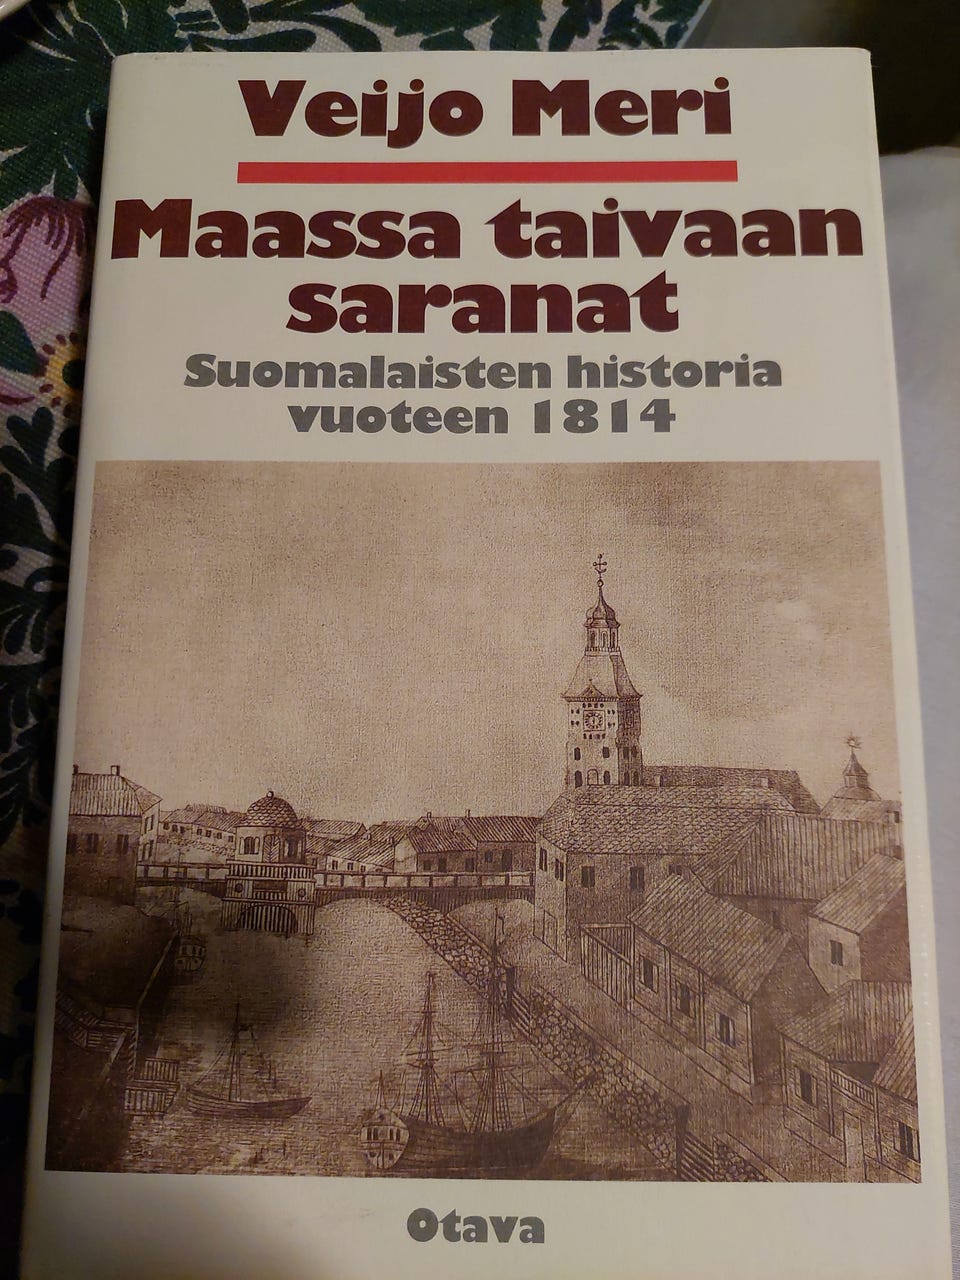 Veijo Meri
Maassa taivaan
saranat
Suomalaisten historia
vuoteen 1814
Otava